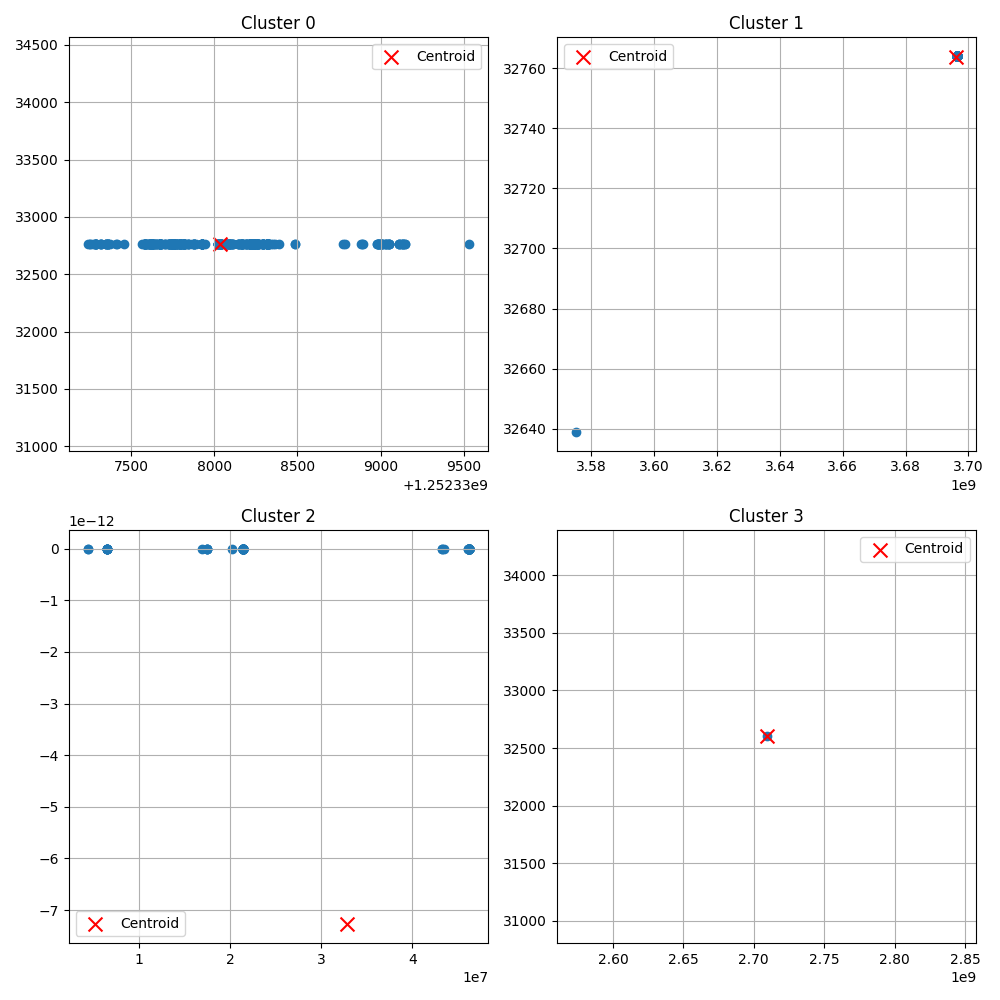 Cluster 0
34500
34000
33500
33000
32500
32000
31500
31000
7500 8000 8500 9000 9500
+1.25233e9
Centroid
Cluster 1
32760
32740
32720
32700
32680
32660
32640
3.58 3.60 3.62 3.64 3.66 3.68 3.70
1e9
Centroid
Cluster 2
1e−12
0
−1
−2
−3
−4
−5
−6
−7
1 2 3 4
1e7
Centroid
Cluster 3
34000
33500
33000
32500
32000
31500
31000
2.60 2.65 2.70 2.75 2.80 2.85
1e9
Centroid